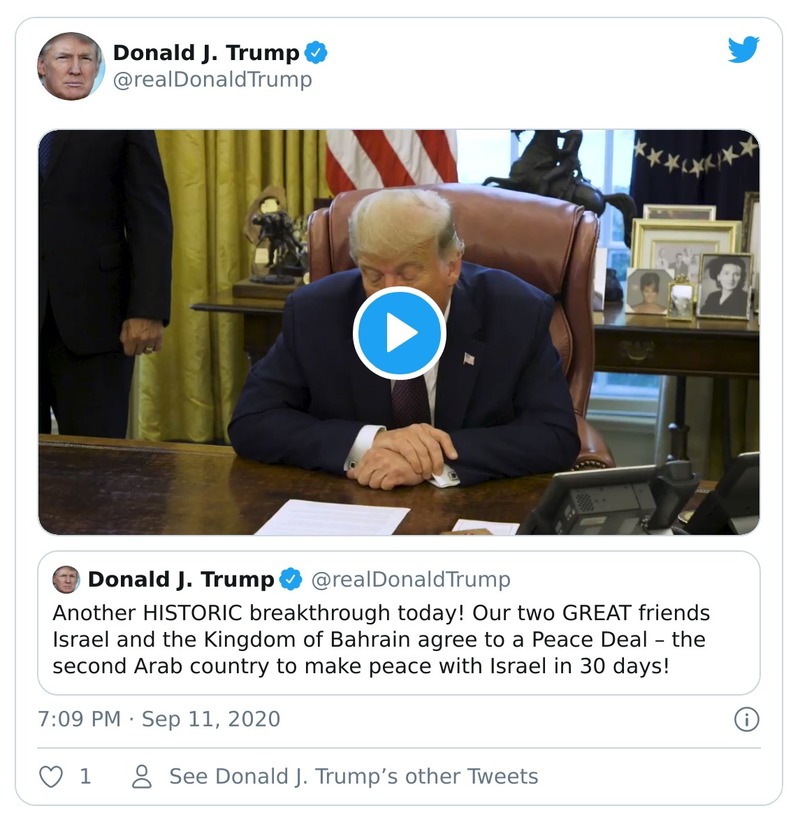 Donald J. Trump
@realDonaldTrump
Donald J. Trump @realDonaldTrump
Another HISTORIC breakthrough today! Our two GREAT friends
Israel and the Kingdom of Bahrain agree to a Peace Deal – the
second Arab country to make peace with Israel in 30 days!
7:09 PM · Sep 11, 2020
1 See Donald J. Trump’s other Tweets